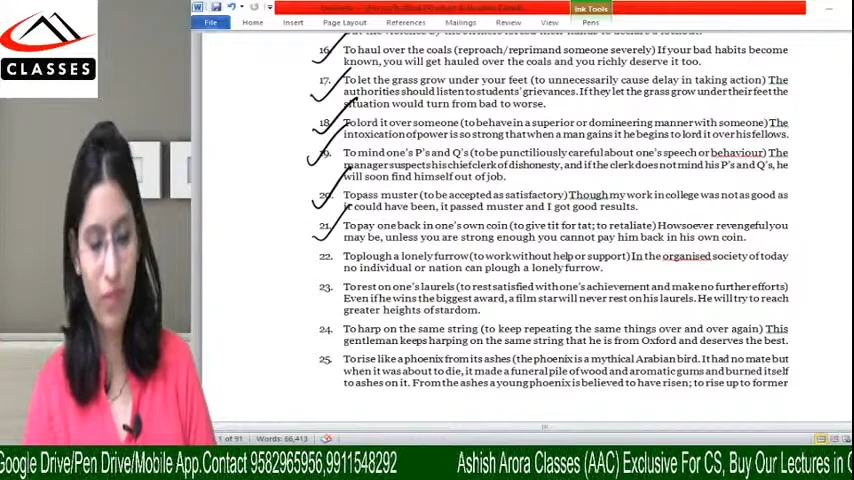 Ink Tools
File Home Insert Page Layout References Mailings Review View Pens
16. To haul over the coals (reproach/reprimand someone severely) If your bad habits become
known, you will get hauled over the coals and you richly deserve it too.
17. To let the grass grow under your feet (to unnecessarily cause delay in taking action) The
authorities should listen to students' grievances. If they let the grass grow under their feet the
situation would turn from bad to worse.
18. To lord it over someone (to behave in a superior or domineering manner with someone) The
intoxication of power is so strong that when a man gains it he begins to lord it over his fellows.
19. To mind one's P's and Q's (to be punctiliously careful about one's speech or behaviour) The
manager suspects his chief clerk of dishonesty, and if the clerk does not mind his P's and Q's, he
will soon find himself out of job.
20. To pass muster (to be accepted as satisfactory) Though my work in college was not as good as
it could have been, it passed muster and I got good results.
21. To pay one back in one's own coin (to give tit for tat; to retaliate) Howsoever revengeful you
may be, unless you are strong enough you cannot pay him back in his own coin.
22. To plough a lonely furrow (to work without help or support) In the organised society of today
no individual or nation can plough a lonely furrow.
23. To rest on one's laurels (to rest satisfied with one's achievement and make no further efforts)
Even if he wins the biggest award, a film star will never rest on his laurels. He will try to reach
greater heights of stardom.
24. To harp on the same string (to keep repeating the same things over and over again) This
gentleman keeps harping on the same string that he is from Oxford and deserves the best.
25. To rise like a phoenix from its ashes (the phoenix is a mythical Arabian bird. It had no mate but
when it was about to die, it made a funeral pile of wood and aromatic gums and burned itself
to ashes on it. From the ashes a young phoenix is believed to have risen; to rise up to former
CLASSES
1 of 91 Words: 66,413
Google Drive/Pen Drive/Mobile App.Contact 9582965956,9911548292 Ashish Arora Classes (AAC) Exclusive For CS, Buy Our Lectures in